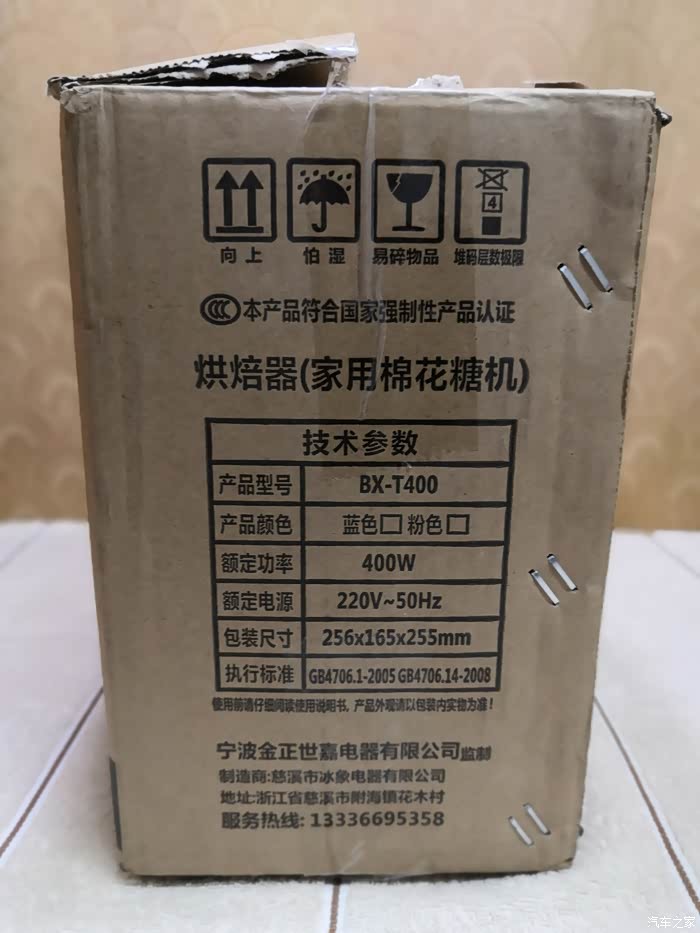 4
向上 怕湿 易碎物品 堆码层数极限
本产品符合国家强制性产品认证
烘焙器(家用棉花糖机)
技术参数
产品型号 BX-T400
产品颜色 蓝色□ 粉色□
额定功率 400W
额定电源 220V~50Hz
包装尺寸 256x165x255mm
执行标准 GB4706.1-2005 GB4706.14-2008
使用前请仔细阅读使用说明书，产品外观请以包装内实物为准！
宁波金正世嘉电器有限公司监制
制造商:慈溪市冰象电器有限公司
地址:浙江省慈溪市附海镇花木村
服务热线: 13336695358
汽车之家